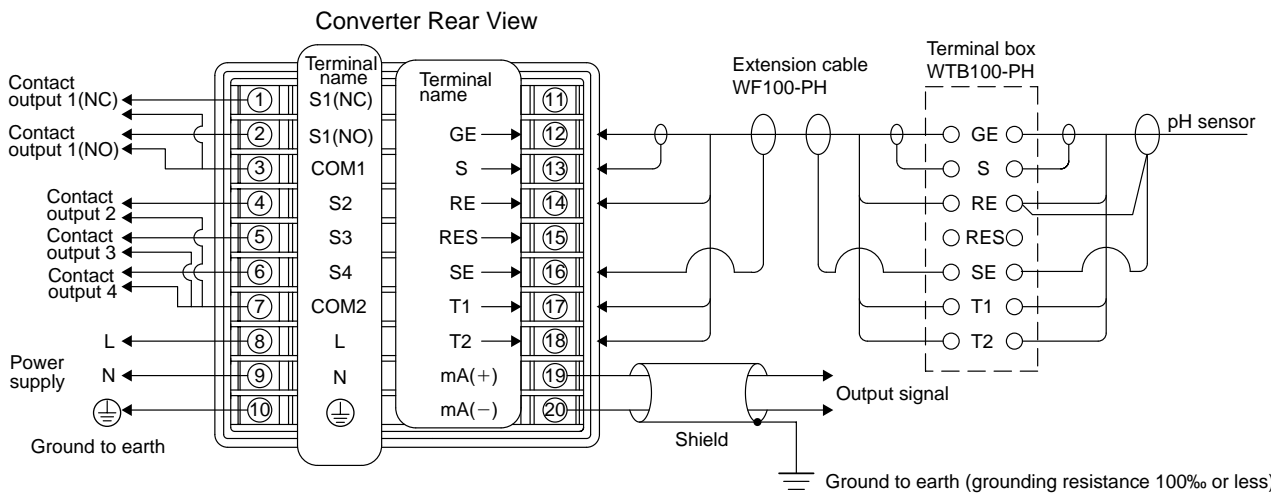 Converter Rear View
Contact
output 1(NC)
Contact
output 1(NO)
Contact
output 2
Contact
output 3
Contact
output 4
L
Power
supply
N
Ground to earth
Terminal
name
1
S1(NC)
2
S1(NO)
3
COM1
4
S2
5
S3
6
S4
7
COM2
8
L
9
N
10
Terminal
name
11
GE
12
S
13
RE
14
RES
15
SE
16
T1
17
T2
18
mA(+)
19
mA(−)
20
Extension cable
WF100-PH
Terminal box
WTB100-PH
GE
S
RE
RES
SE
T1
T2
pH sensor
Output signal
Shield
Ground to earth (grounding resistance 100‰ or less)